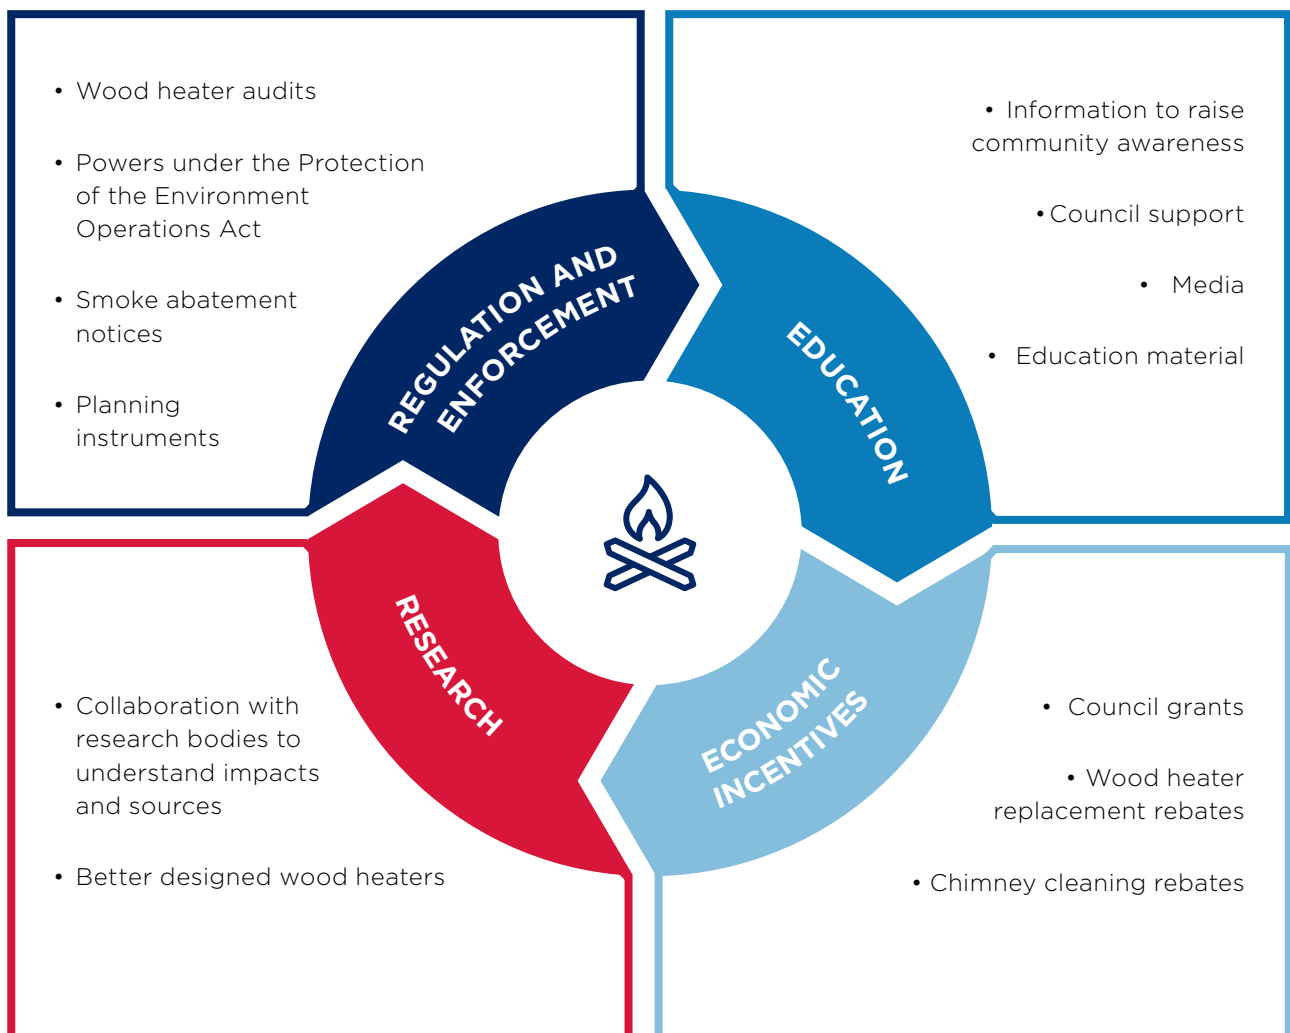 • Wood heater audits
• Powers under the Protection
of the Environment
Operations Act
• Smoke abatement
notices
• Planning
instruments
REGULATION AND
ENFORCEMENT
• Information to raise
community awareness
• Council support
• Media
• Education material
EDUCATION
• Collaboration with
research bodies to
understand impacts
and sources
• Better designed wood heaters
RESEARCH
ECONOMIC
INCENTIVES
• Council grants
• Wood heater
replacement rebates
• Chimney cleaning rebates